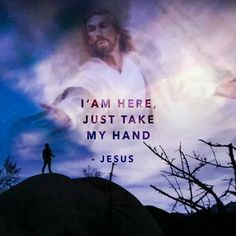 I'AM HERE,
JUST TAKE
MY HAND
- JESUS